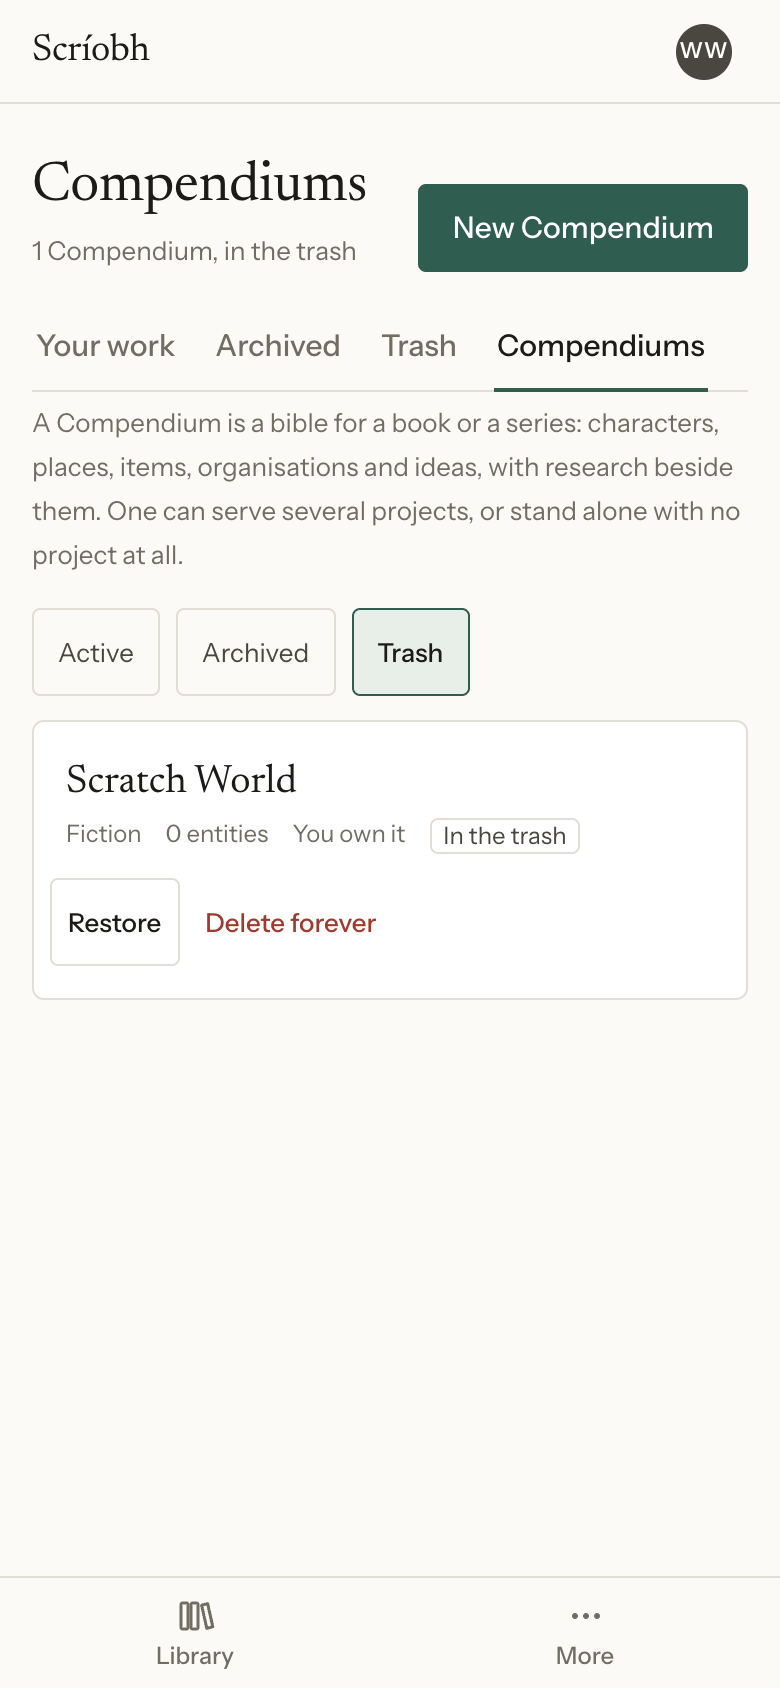 Scríobh
WW
Compendiums
1 Compendium, in the trash
New Compendium
Your work Archived Trash Compendiums
A Compendium is a bible for a book or a series: characters,
places, items, organisations and ideas, with research beside
them. One can serve several projects, or stand alone with no
project at all.
Active Archived Trash
Scratch World
Fiction 0 entities You own it In the trash
Restore Delete forever
Library More